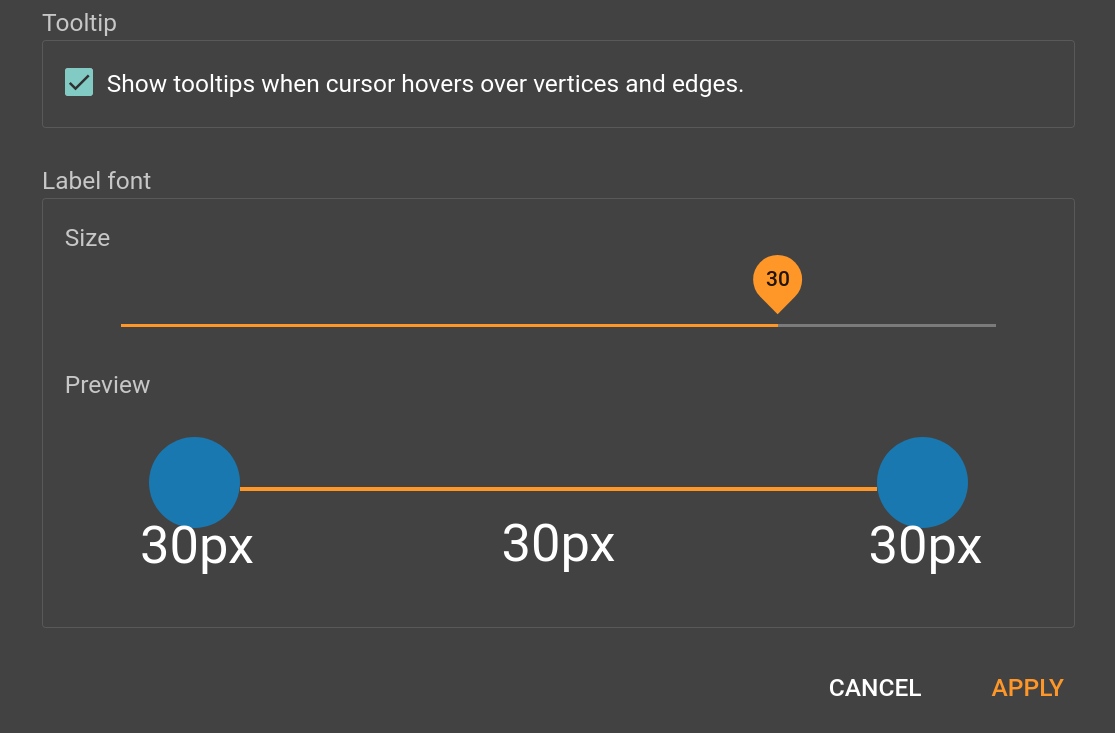 Tooltip
Show tooltips when cursor hovers over vertices and edges.
Label font
Size
30
Preview
30px 30px 30px
CANCEL APPLY